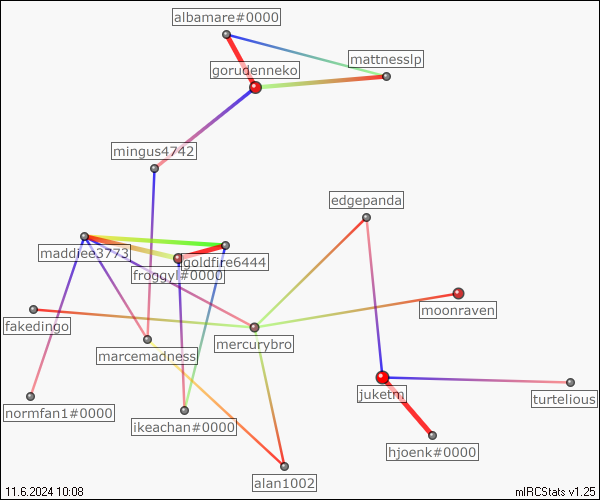 albamare#0000
mattnesslp
gorudenneko
mingus4742
edgepanda
maddiee3773
goldfire6444
froggyl#0000
moonraven
fakedingo
mercurybro
marcemadness
juketm
turtelious
normfan1#0000
ikeachan#0000
hjoenk#0000
alan1002
11.6.2024 10:08
mIRCStats v1.25